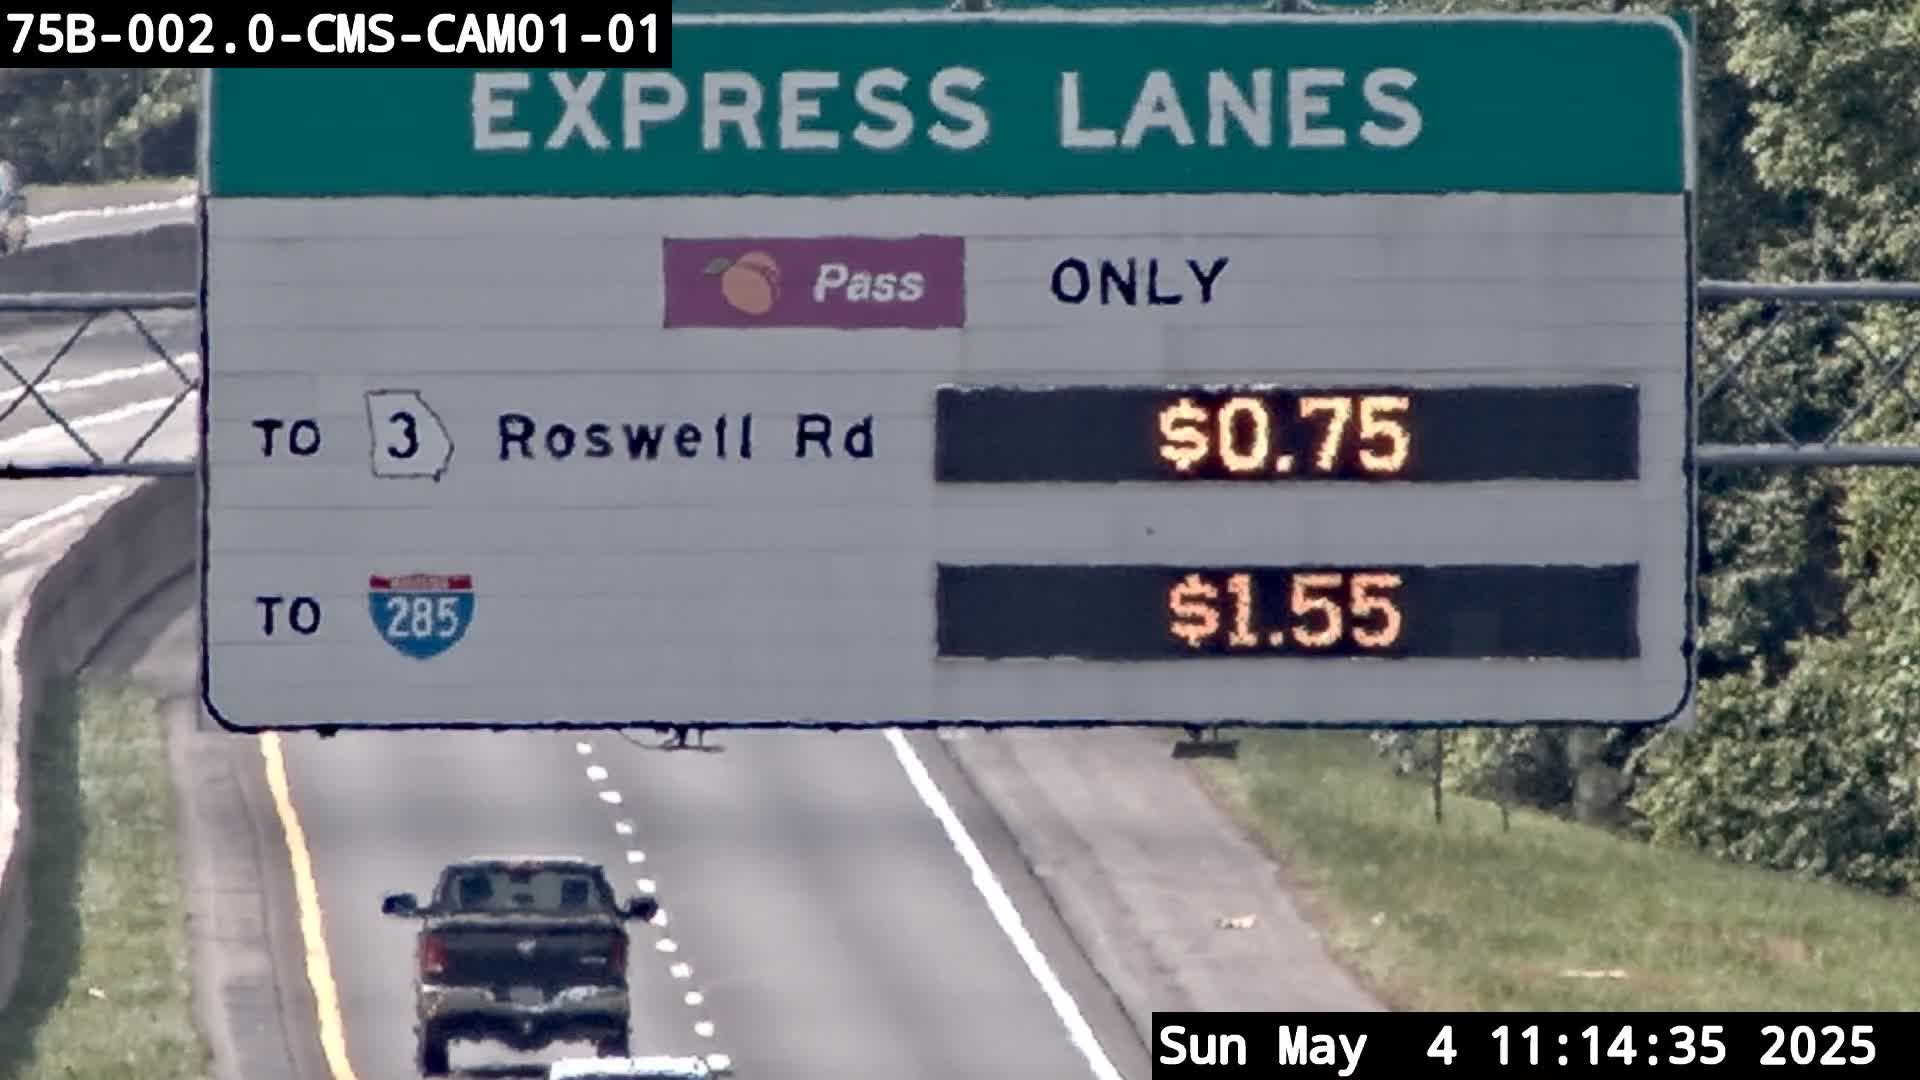 75B-002.0-CMS-CAM01-01
EXPRESS LANES
Pass ONLY
TO 3 Roswell Rd $0.75
TO 285 $1.55
Sun May 4 11:14:35 2025